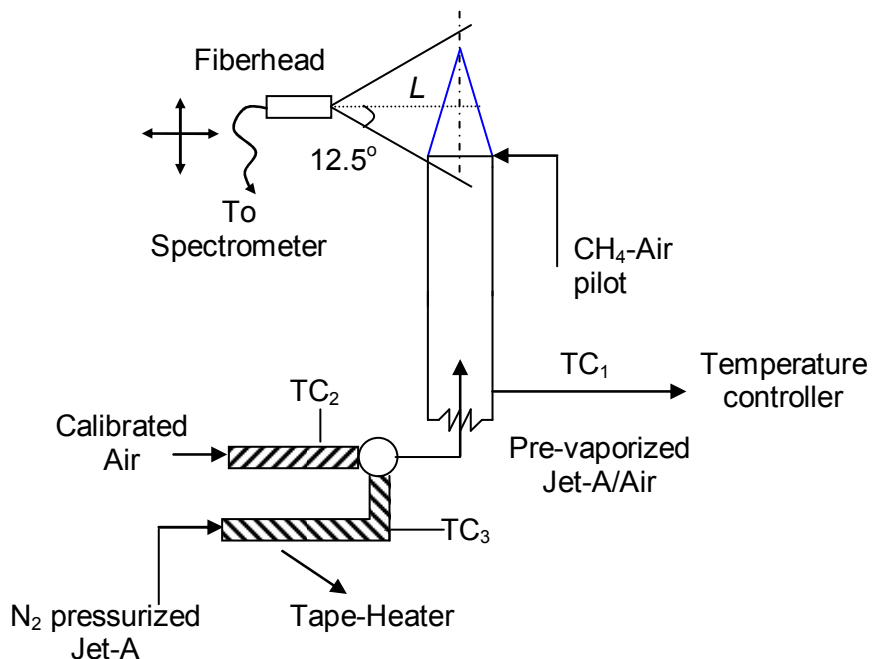 Fiberhead
L
12.5°
To
Spectrometer
CH₄-Air
pilot
TC₁
Temperature
controller
TC₂
Calibrated
Air
Pre-vaporized
Jet-A/Air
TC₃
N₂ pressurized
Jet-A
Tape-Heater